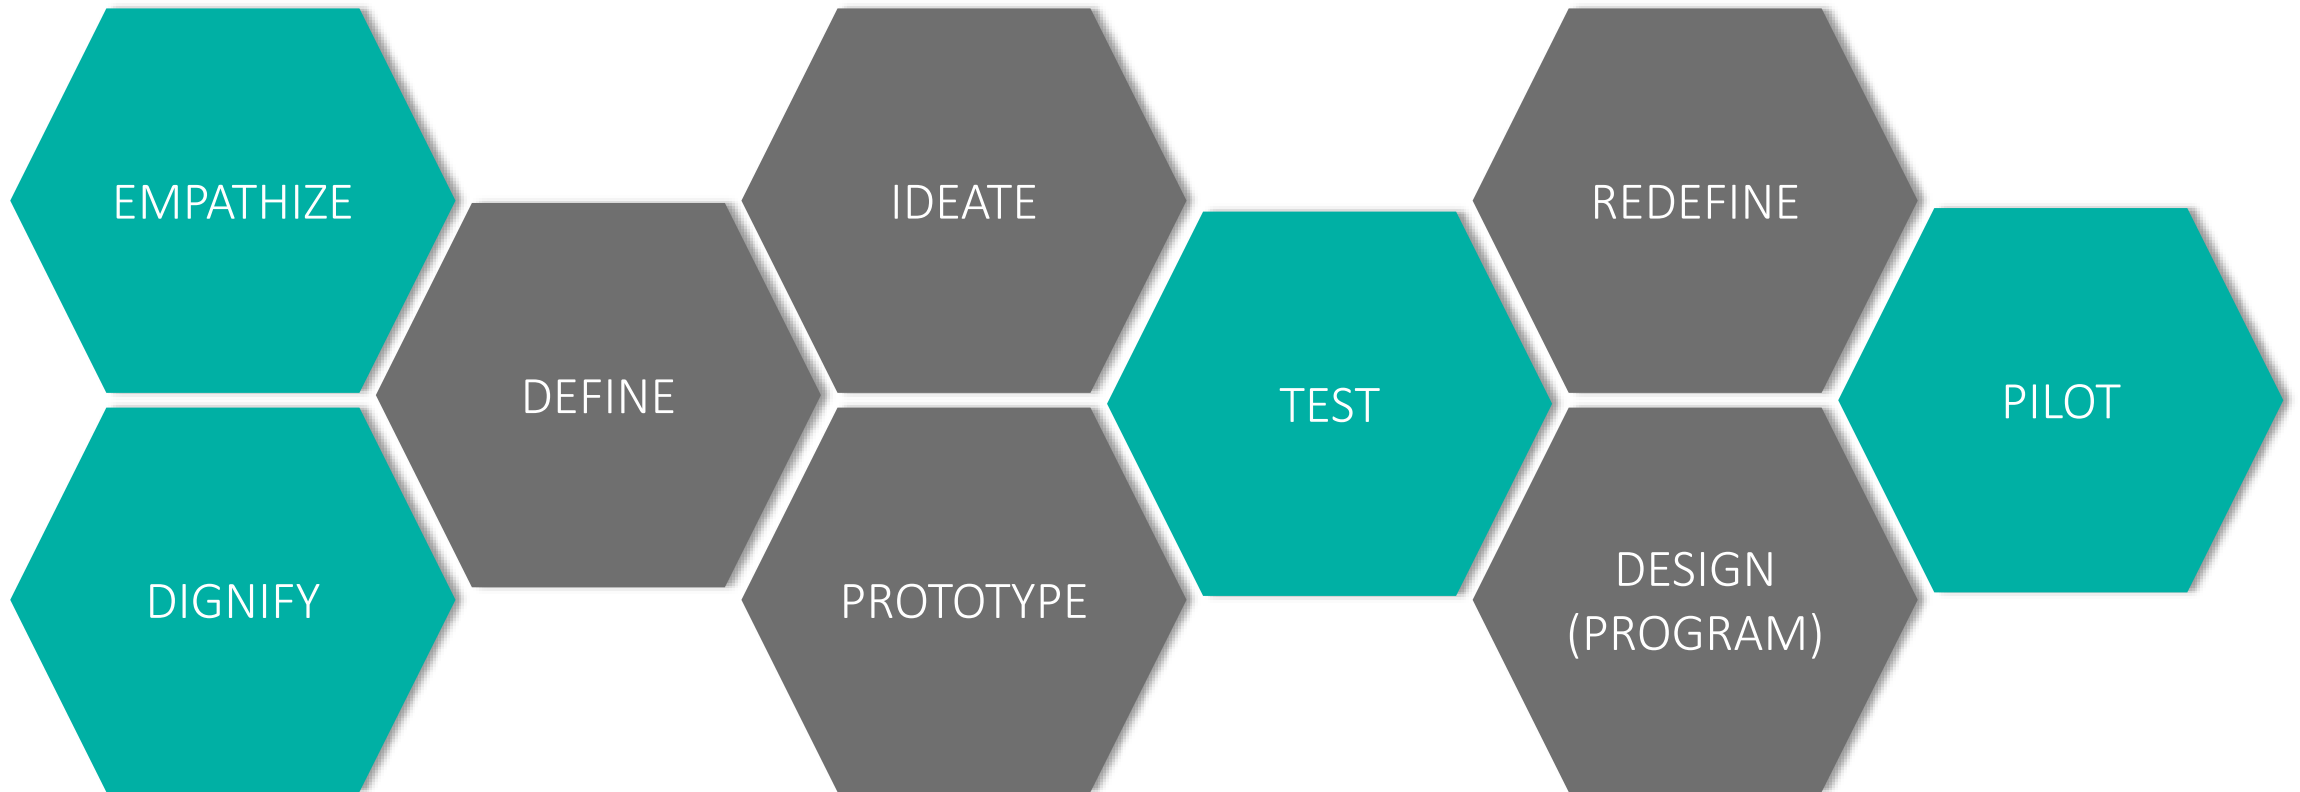 EMPATHIZE
DIGNIFY
DEFINE
IDEATE
PROTOTYPE
TEST
REDEFINE
DESIGN
(PROGRAM)
PILOT